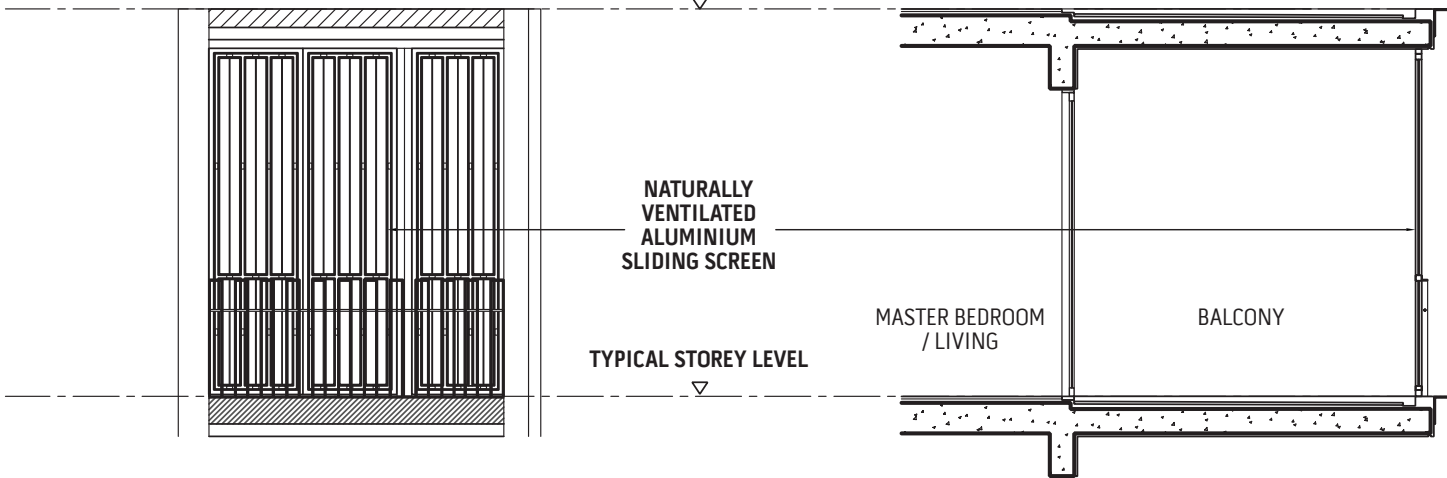 NATURALLY
VENTILATED
ALUMINIUM
SLIDING SCREEN
MASTER BEDROOM
/ LIVING
BALCONY
TYPICAL STOREY LEVEL